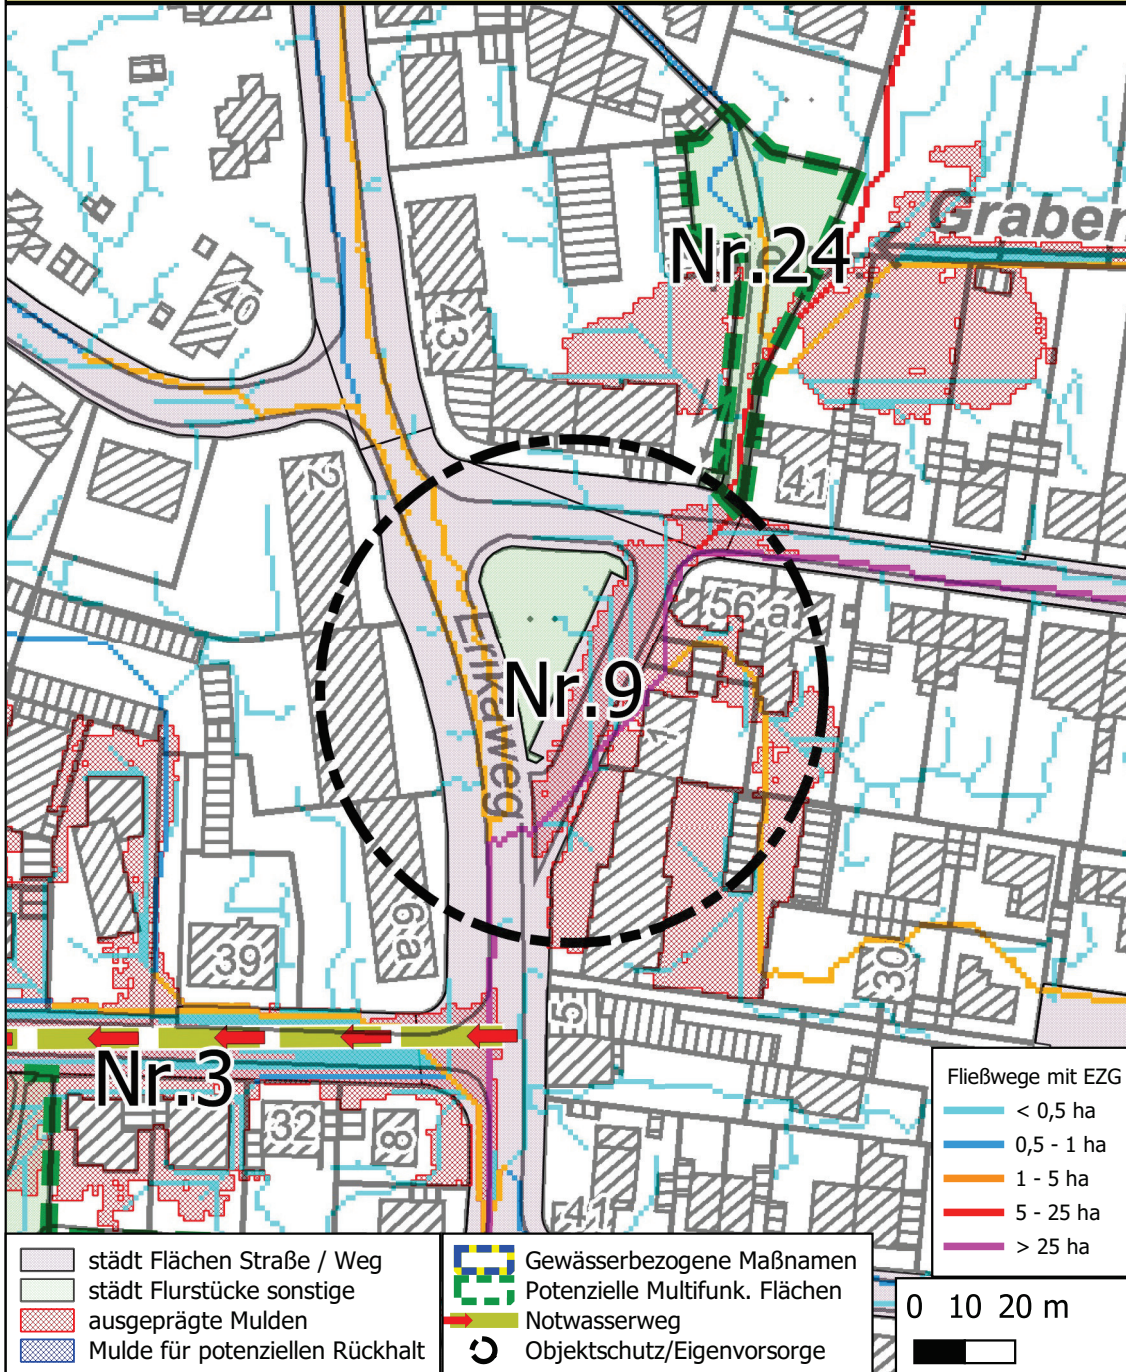 Graben
Nr.24
40
43
2
41
56 a
Erikaweg
Nr.9
1
6a
39
30
5
Nr.3
32
8
41
Fließwege mit EZG
< 0,5 ha
0,5 - 1 ha
1 - 5 ha
5 - 25 ha
> 25 ha
städt Flächen Straße / Weg
städt Flurstücke sonstige
ausgeprägte Mulden
Mulde für potenziellen Rückhalt
Gewässerbezogene Maßnamen
Potenzielle Multifunk. Flächen
Notwasserweg
Objektschutz/Eigenvorsorge
0 10 20 m